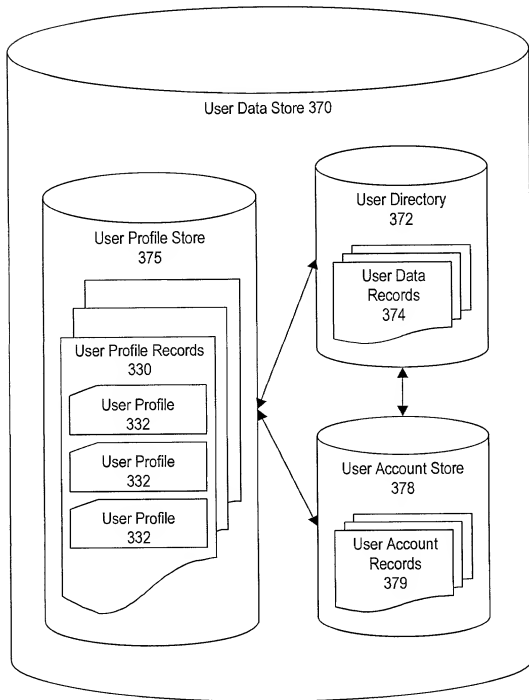 User Data Store 370
User Profile Store
375
User Profile Records
330
User Profile
332
User Profile
332
User Profile
332
User Directory
372
User Data
Records
374
User Account Store
378
User Account
Records
379